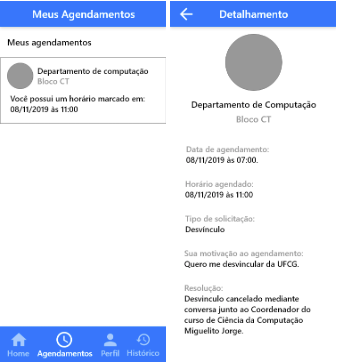 Meus Agendamentos
Meus agendamentos
Departamento de computação
Bloco CT
Você possui um horário marcado em:
08/11/2019 às 11:00
Home
Agendamentos
Perfil
Histórico
Detalhamento
Departamento de Computação
Bloco CT
Data de agendamento:
08/11/2019 às 07:00.
Horário agendado:
08/11/2019 às 11:00
Tipo de solicitação:
Desvínculo
Sua motivação ao agendamento:
Quero me desvincular da UFCG.
Resolução:
Desvinculo cancelado mediante
conversa junto ao Coordenador do
curso de Ciência da Computação
Miguelito Jorge.